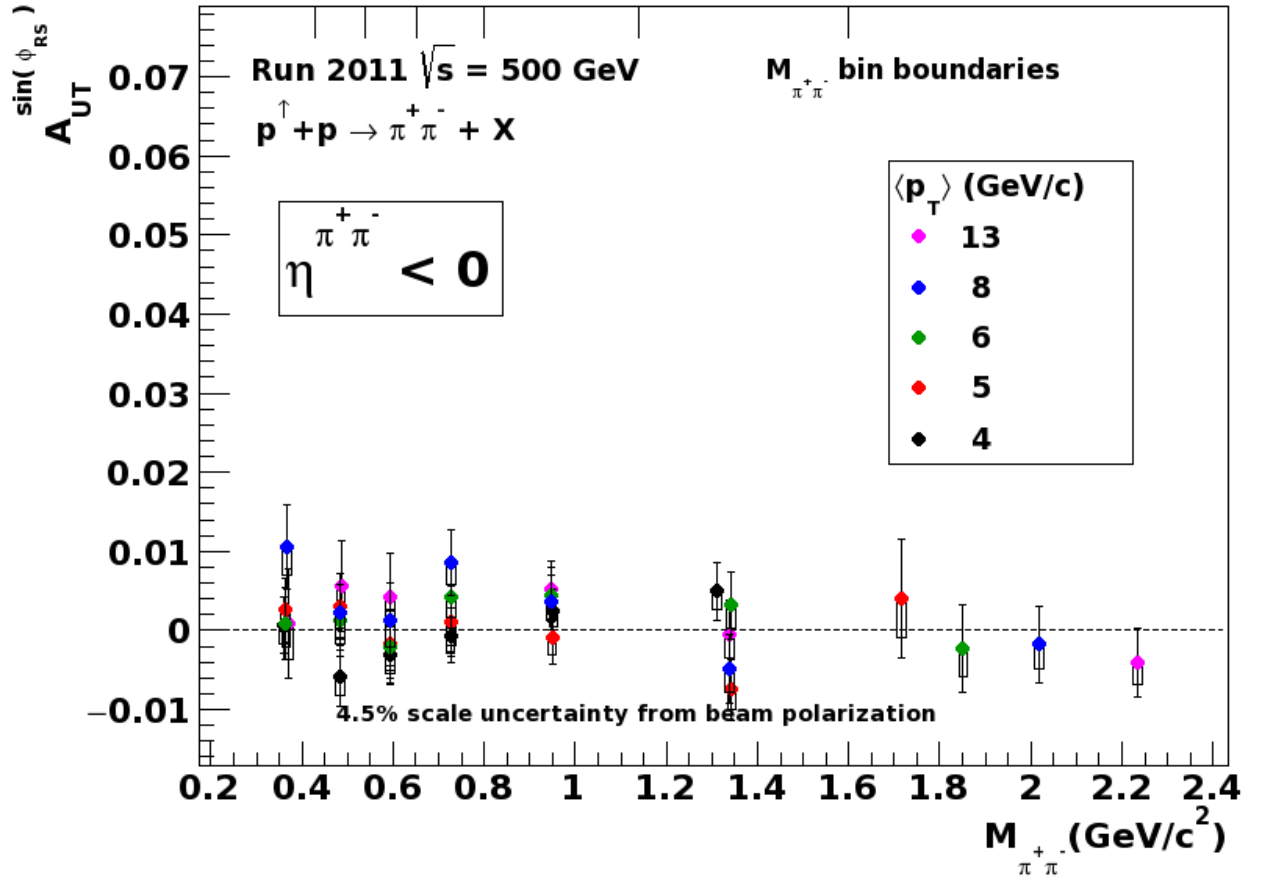 A_UT^sin(ϕ_RS)
Run 2011 √s = 500 GeV
p^↑+p → π^+π^- + X
M_π^+π^- bin boundaries
η^π^+π^- < 0
⟨p_T⟩ (GeV/c)
13
8
6
5
4
0.07
0.06
0.05
0.04
0.03
0.02
0.01
0
−0.01
4.5% scale uncertainty from beam polarization
0.2 0.4 0.6 0.8 1 1.2 1.4 1.6 1.8 2 2.2 2.4
M_π^+π^-(GeV/c^2)